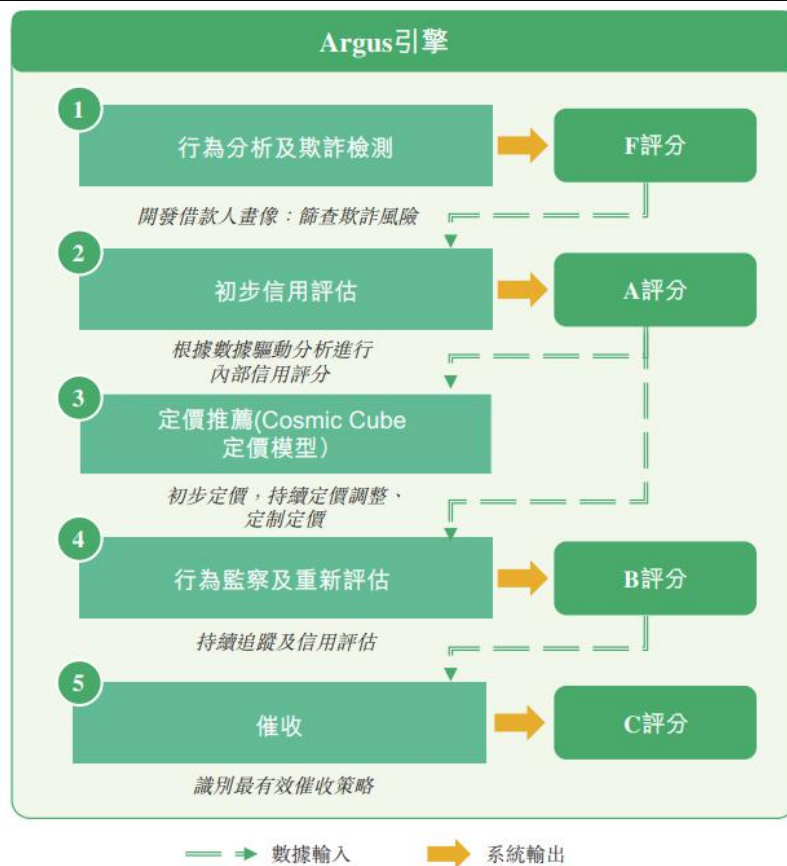 Argus引擎
1
行為分析及欺詐檢測
F評分
開發借款人畫像：篩查欺詐風險
2
初步信用評估
A評分
根據數據驅動分析進行
內部信用評分
3
定價推薦(Cosmic Cube
定價模型）
初步定價，持續定價調整、
定制定價
4
行為監察及重新評估
B評分
持續追蹤及信用評估
5
催收
C評分
識別最有效催收策略
數據輸入
系統輸出